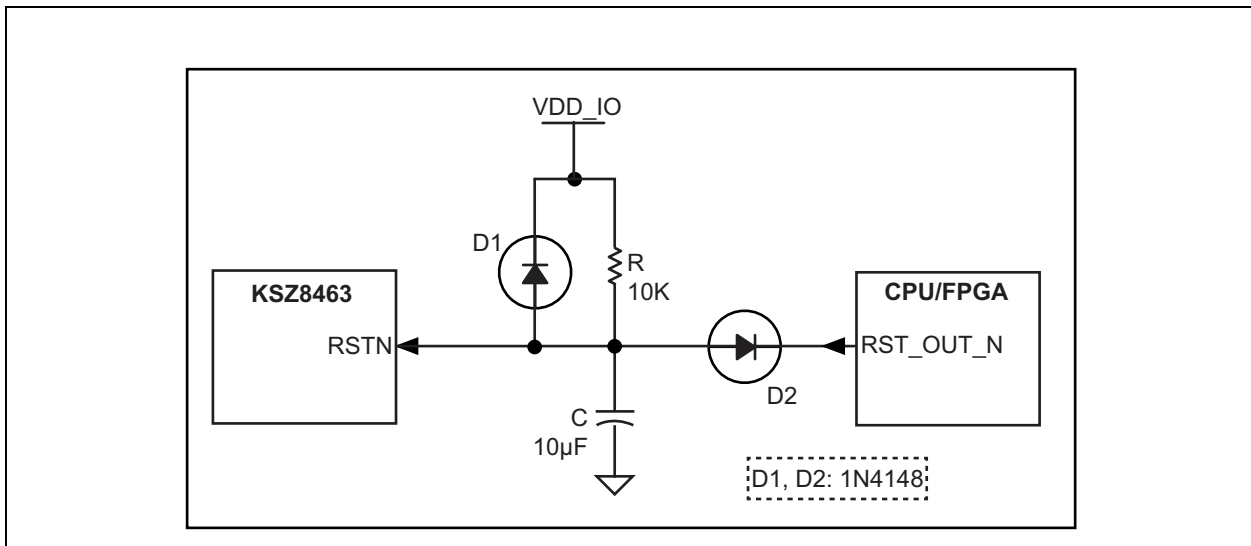 VDD_IO
D1
R
10K
KSZ8463
CPU/FPGA
RSTN
RST_OUT_N
D2
C
10µF
D1, D2: 1N4148